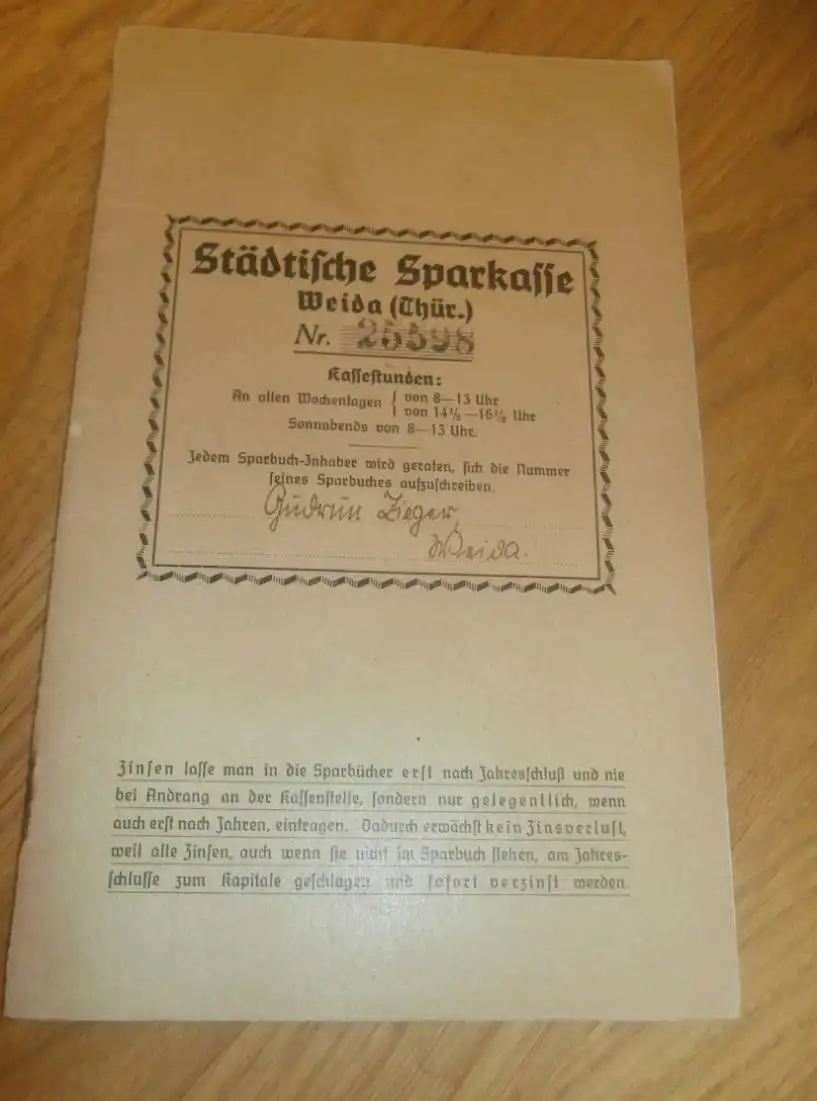 Städtische Sparkasse
Weida (Thür.)
Nr. 25598
Kassestunden:
An allen Wochentagen { von 8—13 Uhr
von 14½—16½ Uhr
Sonnabends von 8—13 Uhr.
Jedem Sparbuch-Inhaber wird geraten, sich die Nummer
seines Sparbuches aufzuschreiben.
Gudrun Zieger,
Weida.
Zinsen lasse man in die Sparbücher erst nach Jahresschluß und nie
bei Andrang an der Kassenstelle, sondern nur gelegentlich, wenn
auch erst nach Jahren, eintragen. Dadurch erwächst kein Zinsverlust,
weil alle Zinsen, auch wenn sie nicht im Sparbuch stehen, am Jahres-
schlusse zum Kapitale geschlagen und sofort verzinst werden.